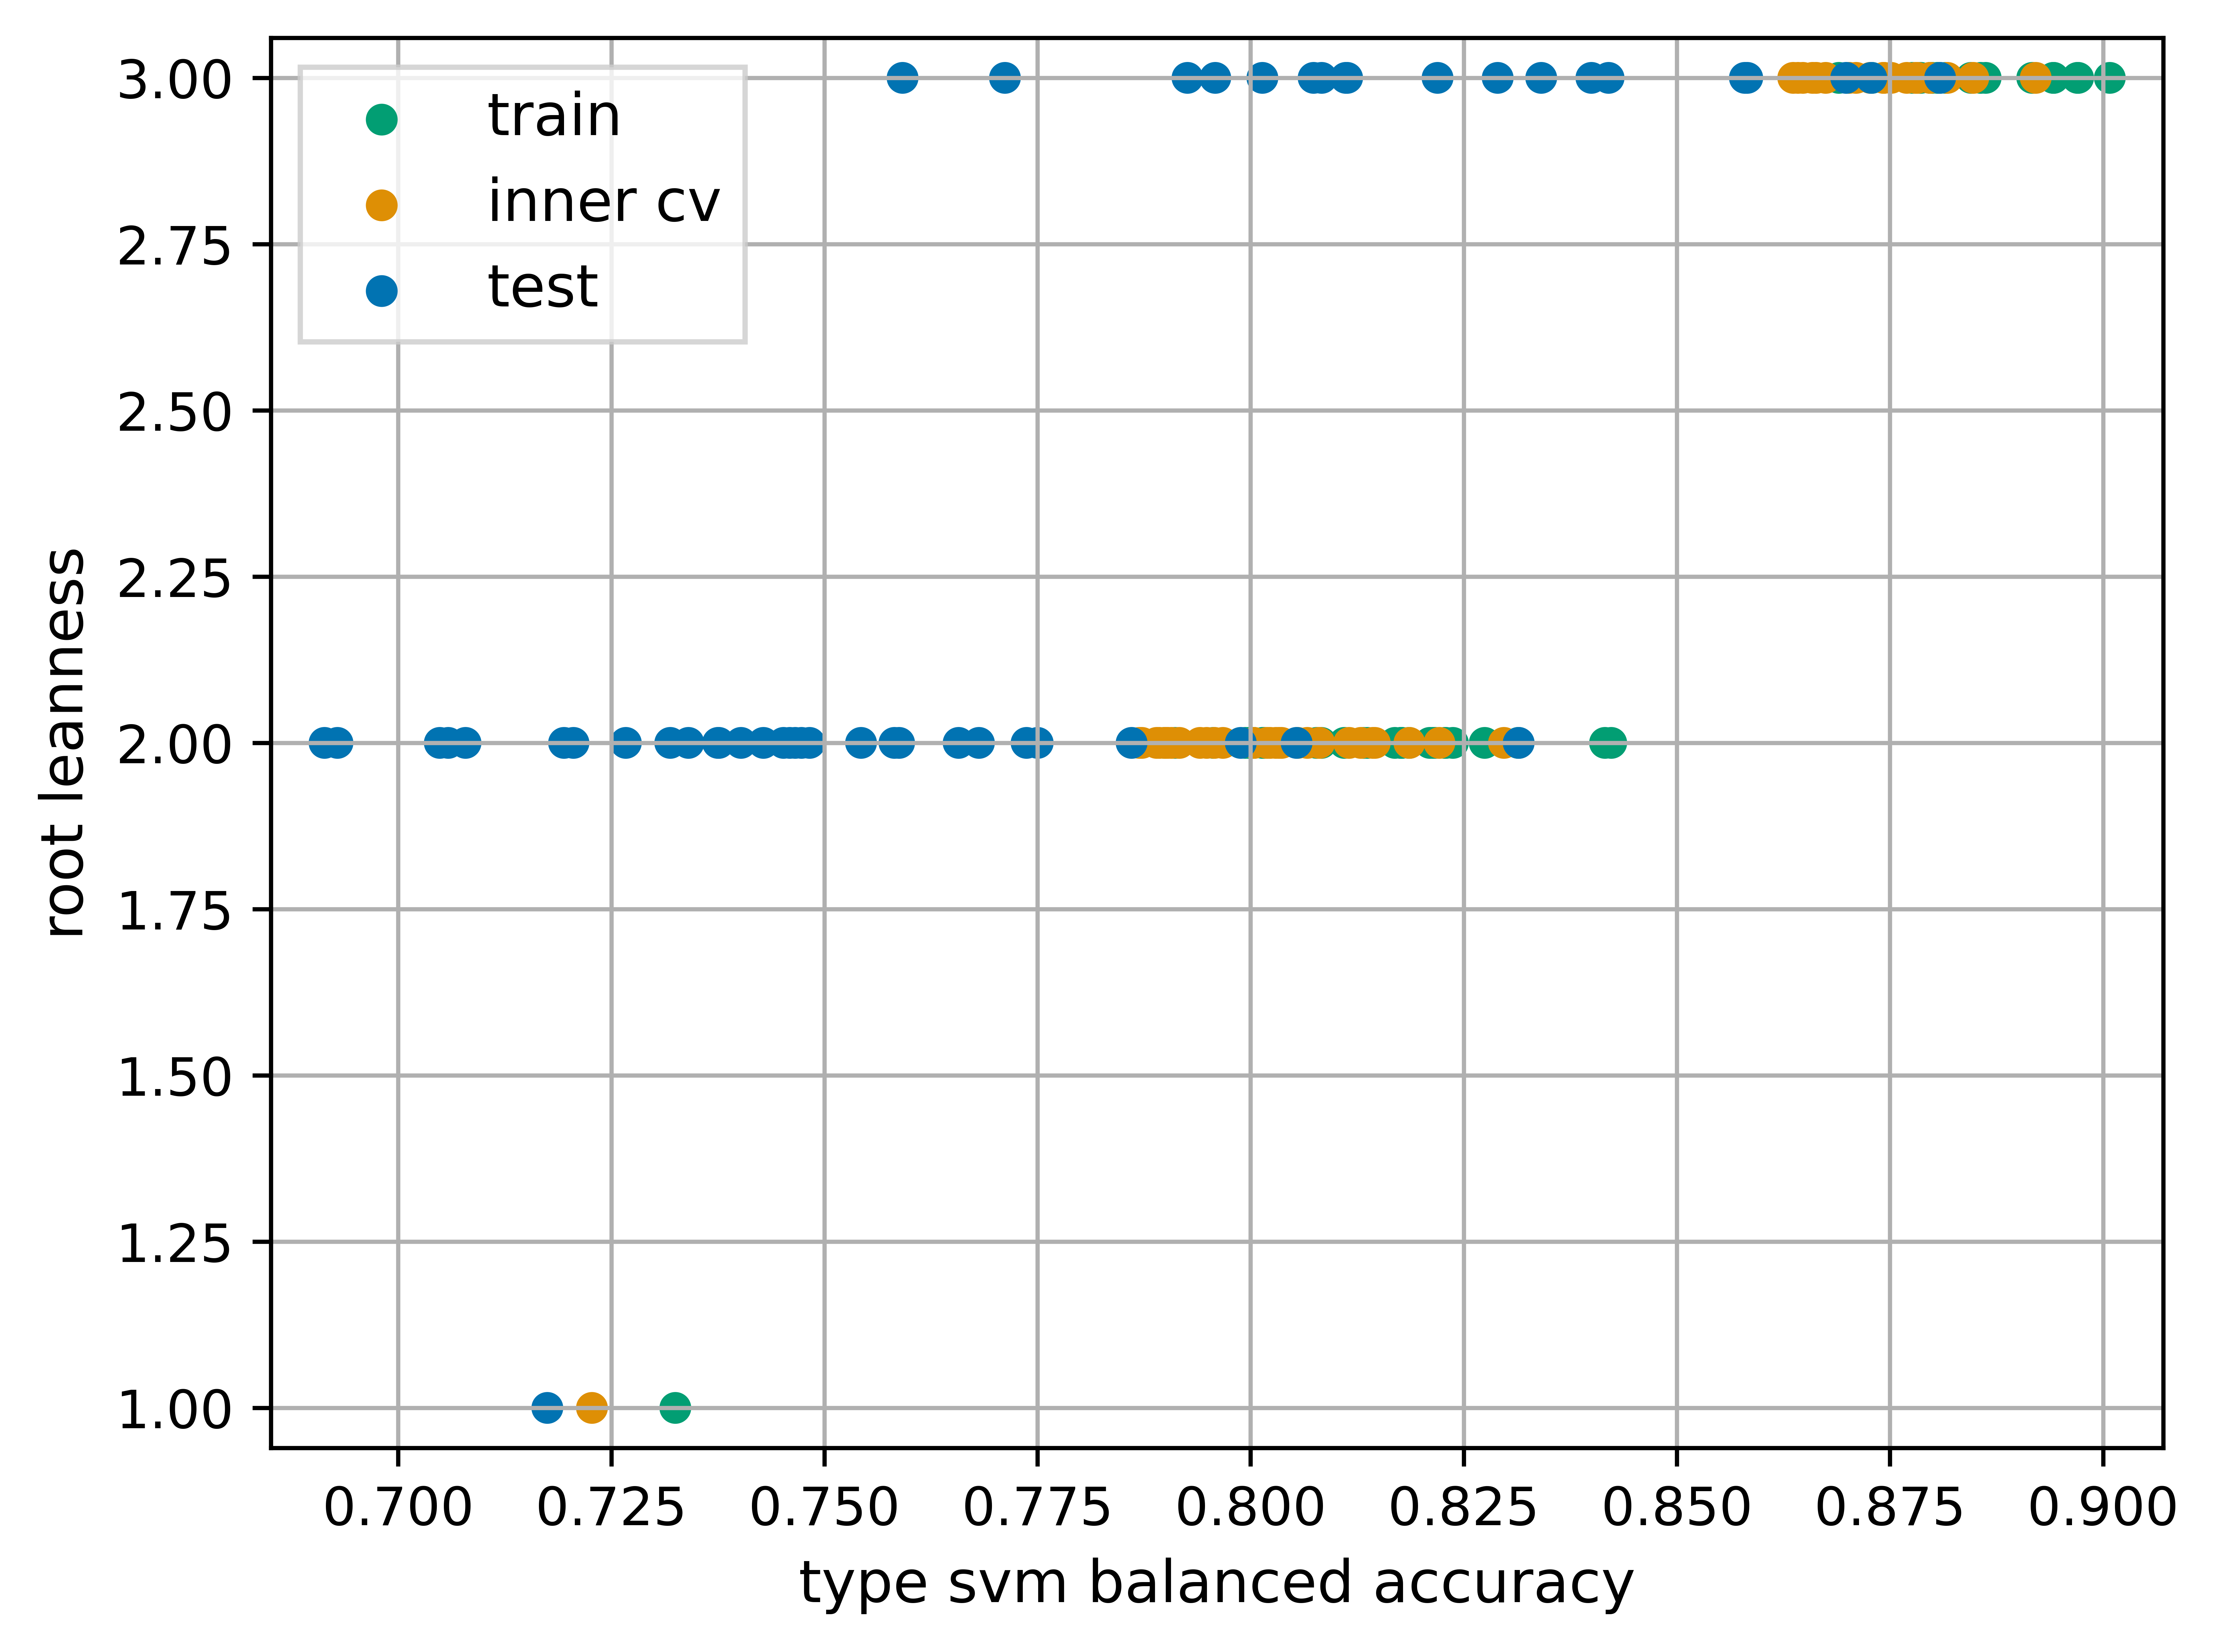 3.00
2.75
2.50
2.25
2.00
1.75
1.50
1.25
1.00
root leanness
train
inner cv
test
0.700 0.725 0.750 0.775 0.800 0.825 0.850 0.875 0.900
type svm balanced accuracy